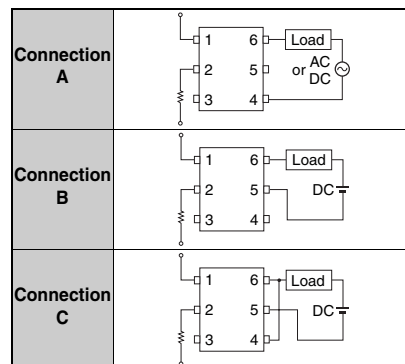 Connection A
1 6 Load
2 5 or AC DC
3 4
Connection B
1 6 Load
2 5 DC
3 4
Connection C
1 6 Load
2 5 DC
3 4